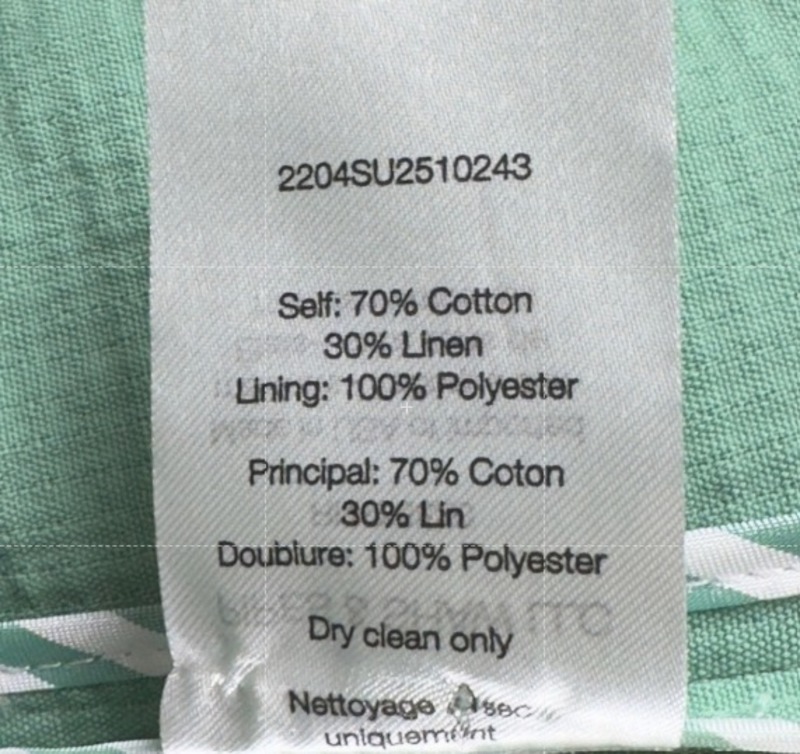 2204SU2510243
Self: 70% Cotton
30% Linen
Lining: 100% Polyester
Principal: 70% Coton
30% Lin
Doublure: 100% Polyester
Dry clean only
Nettoyage sec
uniquement